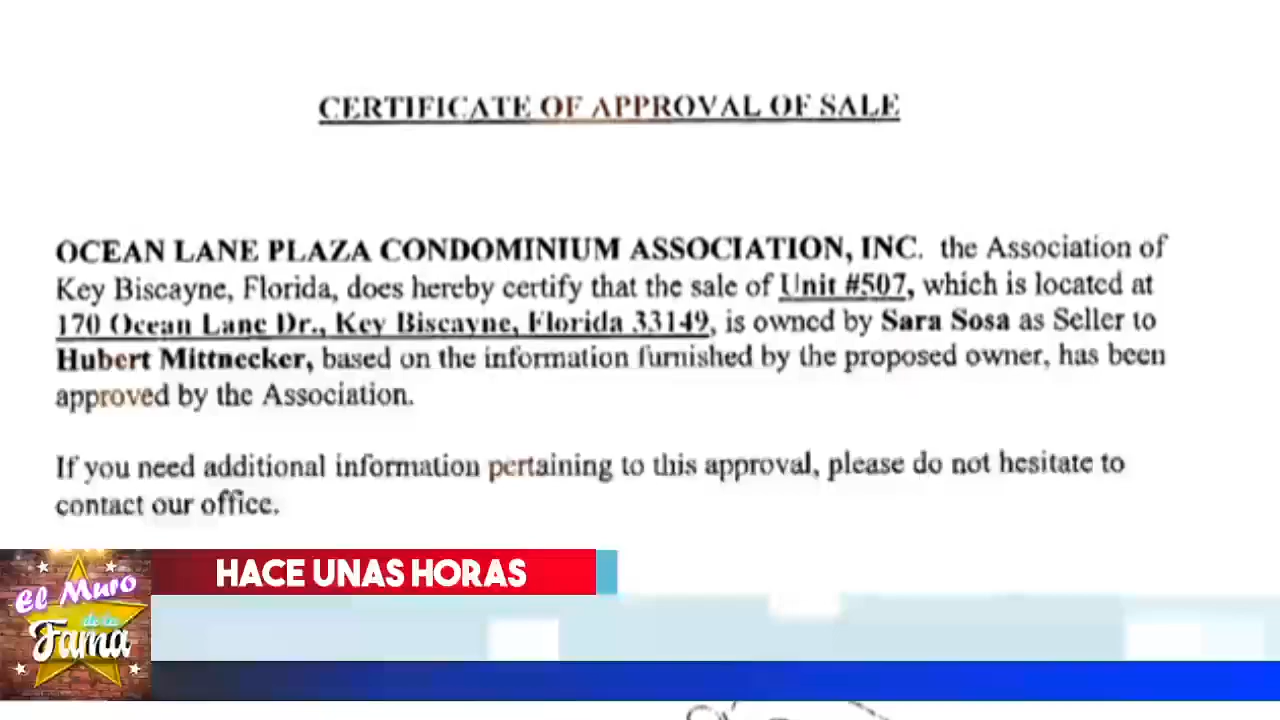 CERTIFICATE OF APPROVAL OF SALE
OCEAN LANE PLAZA CONDOMINIUM ASSOCIATION, INC. the Association of
Key Biscayne, Florida, does hereby certify that the sale of Unit #507, which is located at
170 Ocean Lane Dr., Key Biscayne, Florida 33149, is owned by Sara Sosa as Seller to
Hubert Mittnecker, based on the information furnished by the proposed owner, has been
approved by the Association.
If you need additional information pertaining to this approval, please do not hesitate to
contact our office.
HACE UNAS HORAS
El Muro
de la
Fama